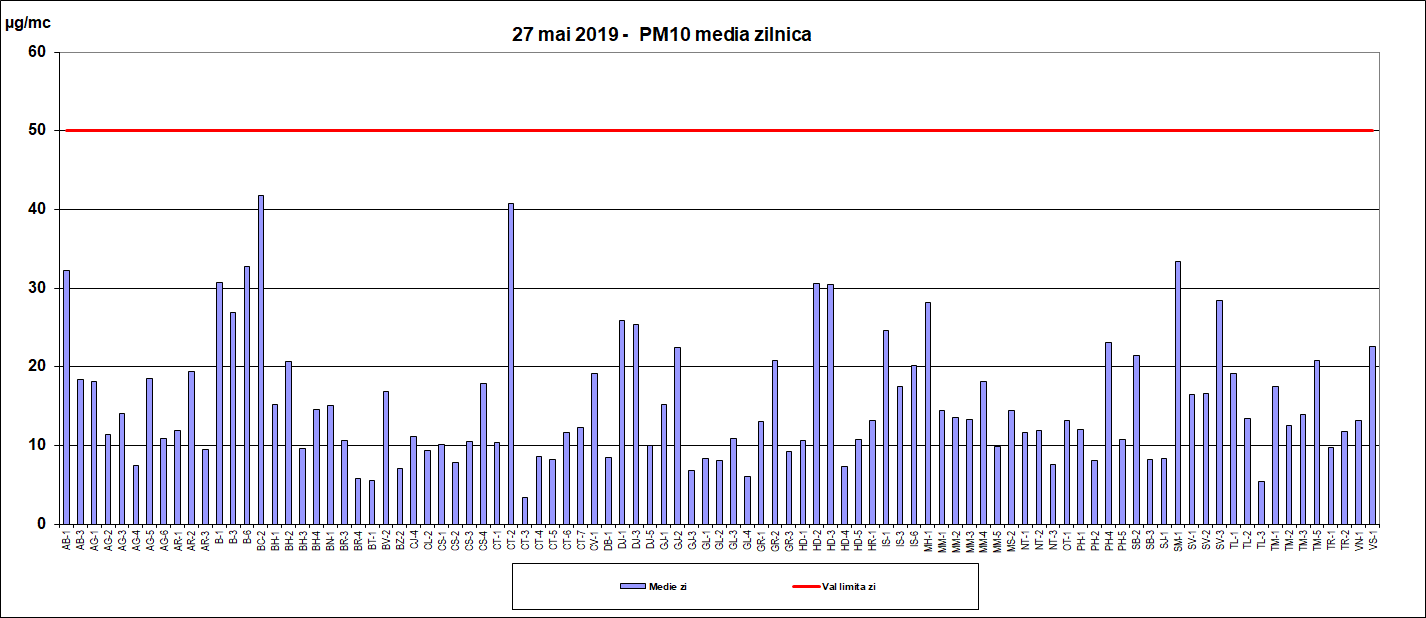 µg/mc
27 mai 2019 - PM10 media zilnica
60
50
40
30
20
10
0
AB-1 AB-3 AG-1 AG-2 AG-3 AG-4 AG-5 AG-6 AR-1 AR-2 AR-3 B-1 B-3 B-6 BC-2 BH-1 BH-2 BH-3 BH-4 BN-1 BR-3 BR-4 BT-1 BV-2 BZ-2 CJ-4 CL-2 CS-1 CS-2 CS-3 CS-4 CT-1 CT-2 CT-3 CT-4 CT-5 CT-6 CT-7 CV-1 DB-1 DJ-1 DJ-3 DJ-5 GJ-1 GJ-2 GJ-3 GL-1 GL-2 GL-3 GL-4 GR-1 GR-2 GR-3 HD-1 HD-2 HD-3 HD-4 HD-5 HR-1 IS-1 IS-3 IS-6 MH-1 MM-1 MM-2 MM-3 MM-4 MM-5 MS-2 NT-1 NT-2 NT-3 OT-1 PH-1 PH-2 PH-4 PH-5 SB-2 SB-3 SJ-1 SM-1 SV-1 SV-2 SV-3 TL-1 TL-2 TL-3 TM-1 TM-2 TM-3 TM-5 TR-1 TR-2 VN-1 VS-1
Medie zi
Val limita zi